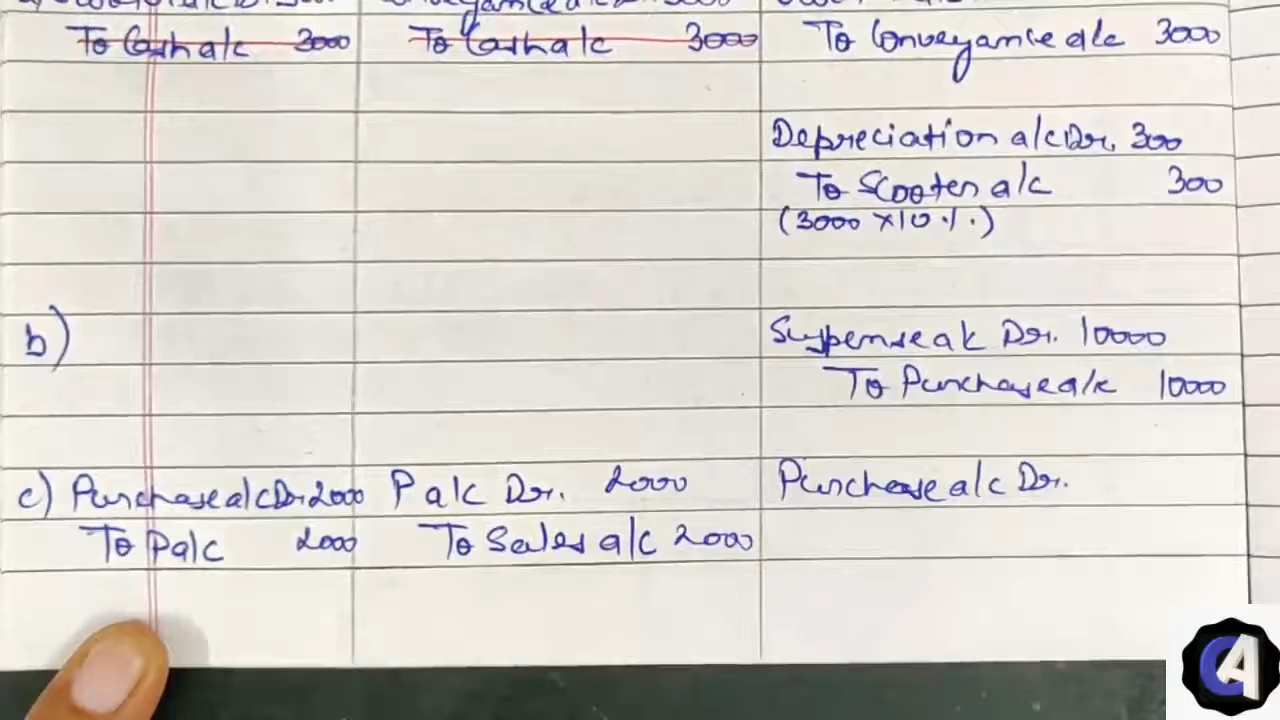 To Cash a/c 3000 To Cash a/c 3000 To Conveyance a/c 3000
Depreciation a/c Dr. 300
To Scooter a/c 300
(3000 x 10 %.)
b) Suspense a/c Dr. 10000
To Purchase a/c 10000
c) Purchase a/c Dr 2000 P a/c Dr. 2000 Purchase a/c Dr.
To P a/c 2000 To Sales a/c 2000
CA